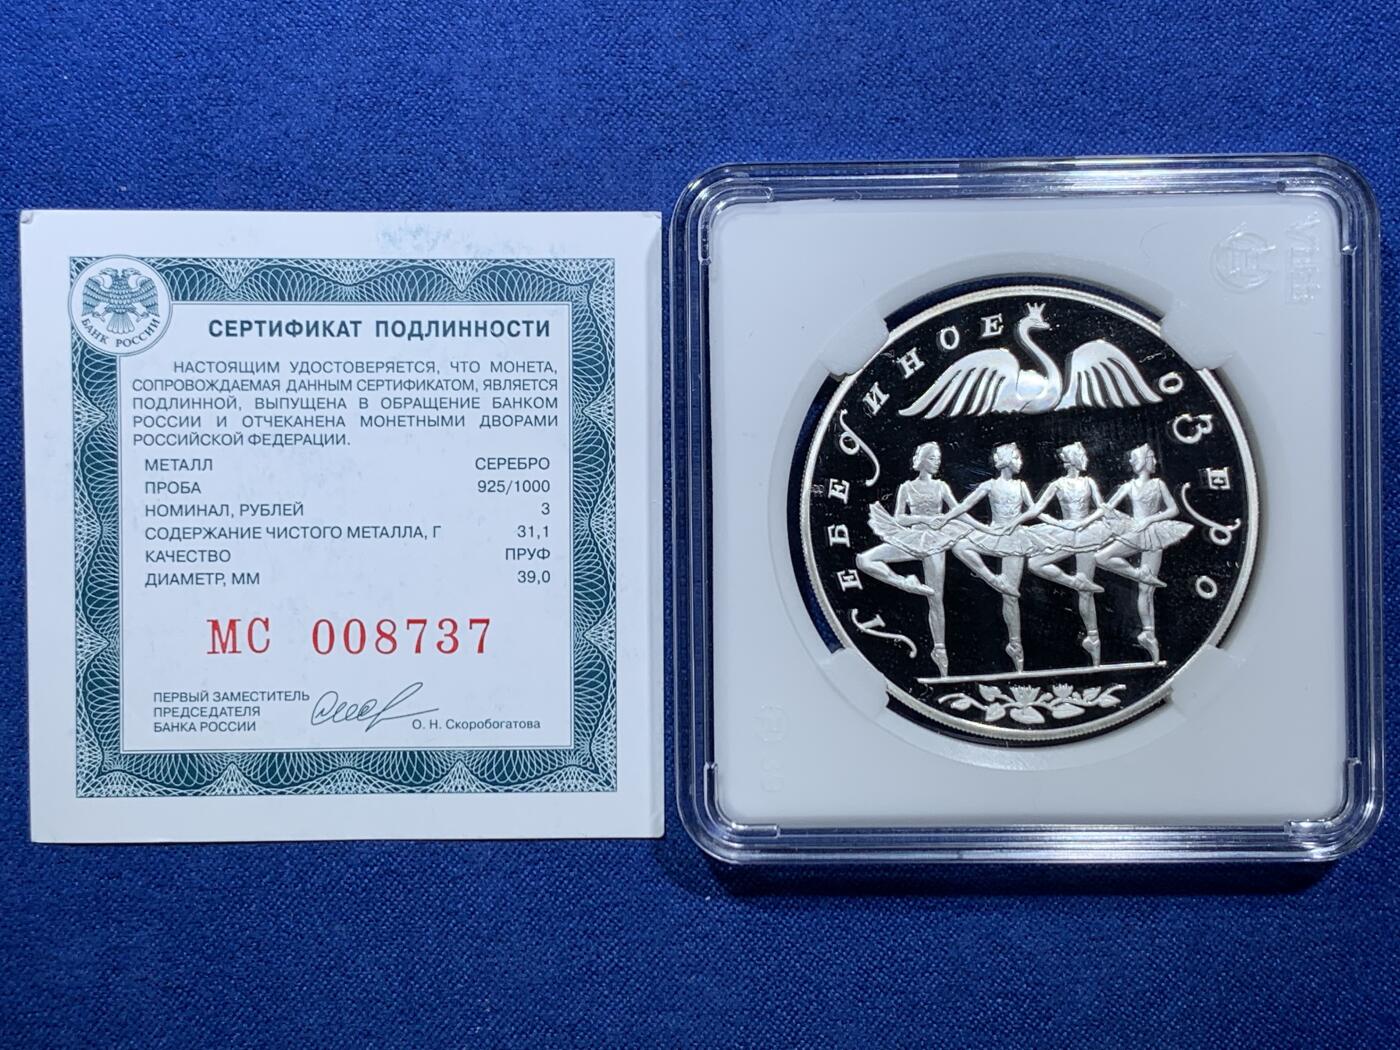 БАНК РОССИИ
СЕРТИФИКАТ ПОДЛИННОСТИ
НАСТОЯЩИМ УДОСТОВЕРЯЕТСЯ, ЧТО МОНЕТА,
СОПРОВОЖДАЕМАЯ ДАННЫМ СЕРТИФИКАТОМ, ЯВЛЯЕТСЯ
ПОДЛИННОЙ, ВЫПУЩЕНА В ОБРАЩЕНИЕ БАНКОМ
РОССИИ И ОТЧЕКАНЕНА МОНЕТНЫМИ ДВОРАМИ
РОССИЙСКОЙ ФЕДЕРАЦИИ.
МЕТАЛЛ СЕРЕБРО
ПРОБА 925/1000
НОМИНАЛ, РУБЛЕЙ 3
СОДЕРЖАНИЕ ЧИСТОГО МЕТАЛЛА, Г 31,1
КАЧЕСТВО ПРУФ
ДИАМЕТР, ММ 39,0
МС 008737
ПЕРВЫЙ ЗАМЕСТИТЕЛЬ
ПРЕДСЕДАТЕЛЯ
БАНКА РОССИИ
О. Н. Скоробогатова
ЛЕБЕДИНОЕ ОЗЕРО